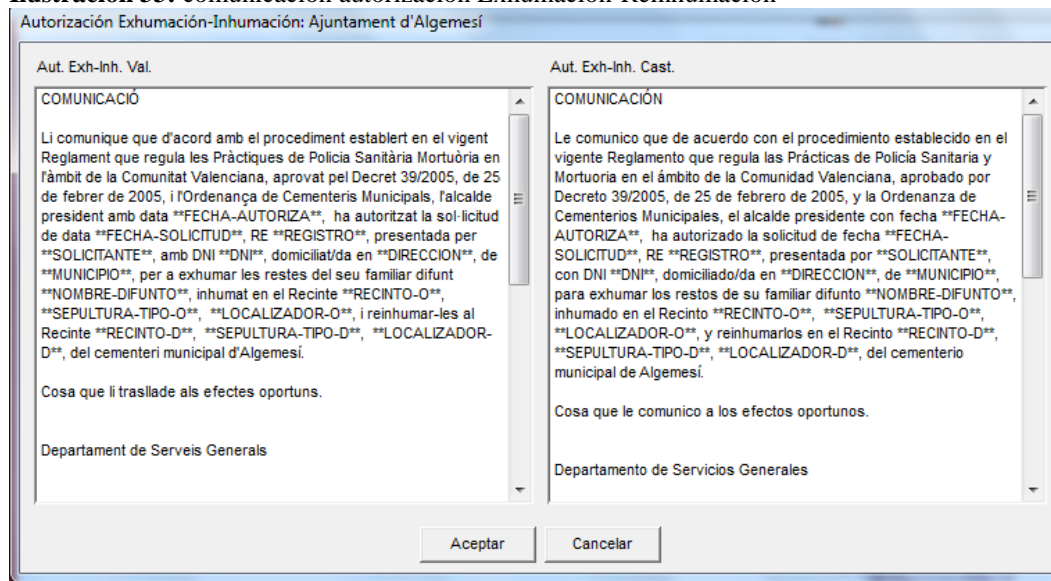 Ilustración 33: comunicación autorización Exhumación-Reinhumación
Autorización Exhumación-Inhumación: Ajuntament d'Algemesí
Aut. Exh-Inh. Val.
COMUNICACIÓ
Li comunique que d'acord amb el procediment establert en el vigent
Reglament que regula les Pràctiques de Policia Sanitària Mortuòria en
l'àmbit de la Comunitat Valenciana, aprovat pel Decret 39/2005, de 25
de febrer de 2005, i l'Ordenança de Cementeris Municipals, l'alcalde
president amb data **FECHA-AUTORIZA**,  ha autoritzat la sol·licitud
de data **FECHA-SOLICITUD**, RE **REGISTRO**, presentada per
**SOLICITANTE**, amb DNI **DNI**, domiciliat/da en **DIRECCION**, de
**MUNICIPIO**, per a exhumar les restes del seu familiar difunt
**NOMBRE-DIFUNTO**, inhumat en el Recinte **RECINTO-O**,
**SEPULTURA-TIPO-O**,  **LOCALIZADOR-O**, i reinhumar-les al
Recinte **RECINTO-D**,  **SEPULTURA-TIPO-D**,  **LOCALIZADOR-
D**, del cementeri municipal d'Algemesí.
Cosa que li trasllade als efectes oportuns.
Departament de Serveis Generals
Aut. Exh-Inh. Cast.
COMUNICACIÓN
Le comunico que de acuerdo con el procedimiento establecido en el
vigente Reglamento que regula las Prácticas de Policía Sanitaria y
Mortuoria en el ámbito de la Comunidad Valenciana, aprobado por
Decreto 39/2005, de 25 de febrero de 2005, y la Ordenanza de
Cementerios Municipales, el alcalde presidente con fecha **FECHA-
AUTORIZA**,  ha autorizado la solicitud de fecha **FECHA-
SOLICITUD**, RE **REGISTRO**, presentada por **SOLICITANTE**,
con DNI **DNI**, domiciliado/da en **DIRECCION**, de **MUNICIPIO**,
para exhumar los restos de su familiar difunto **NOMBRE-DIFUNTO**,
inhumado en el Recinto **RECINTO-O**,  **SEPULTURA-TIPO-O**,
**LOCALIZADOR-O**, y reinhumarlos en el Recinto **RECINTO-D**,
**SEPULTURA-TIPO-D**, **LOCALIZADOR-D**, del cementerio
municipal de Algemesí.
Cosa que le comunico a los efectos oportunos.
Departamento de Servicios Generales
Aceptar
Cancelar